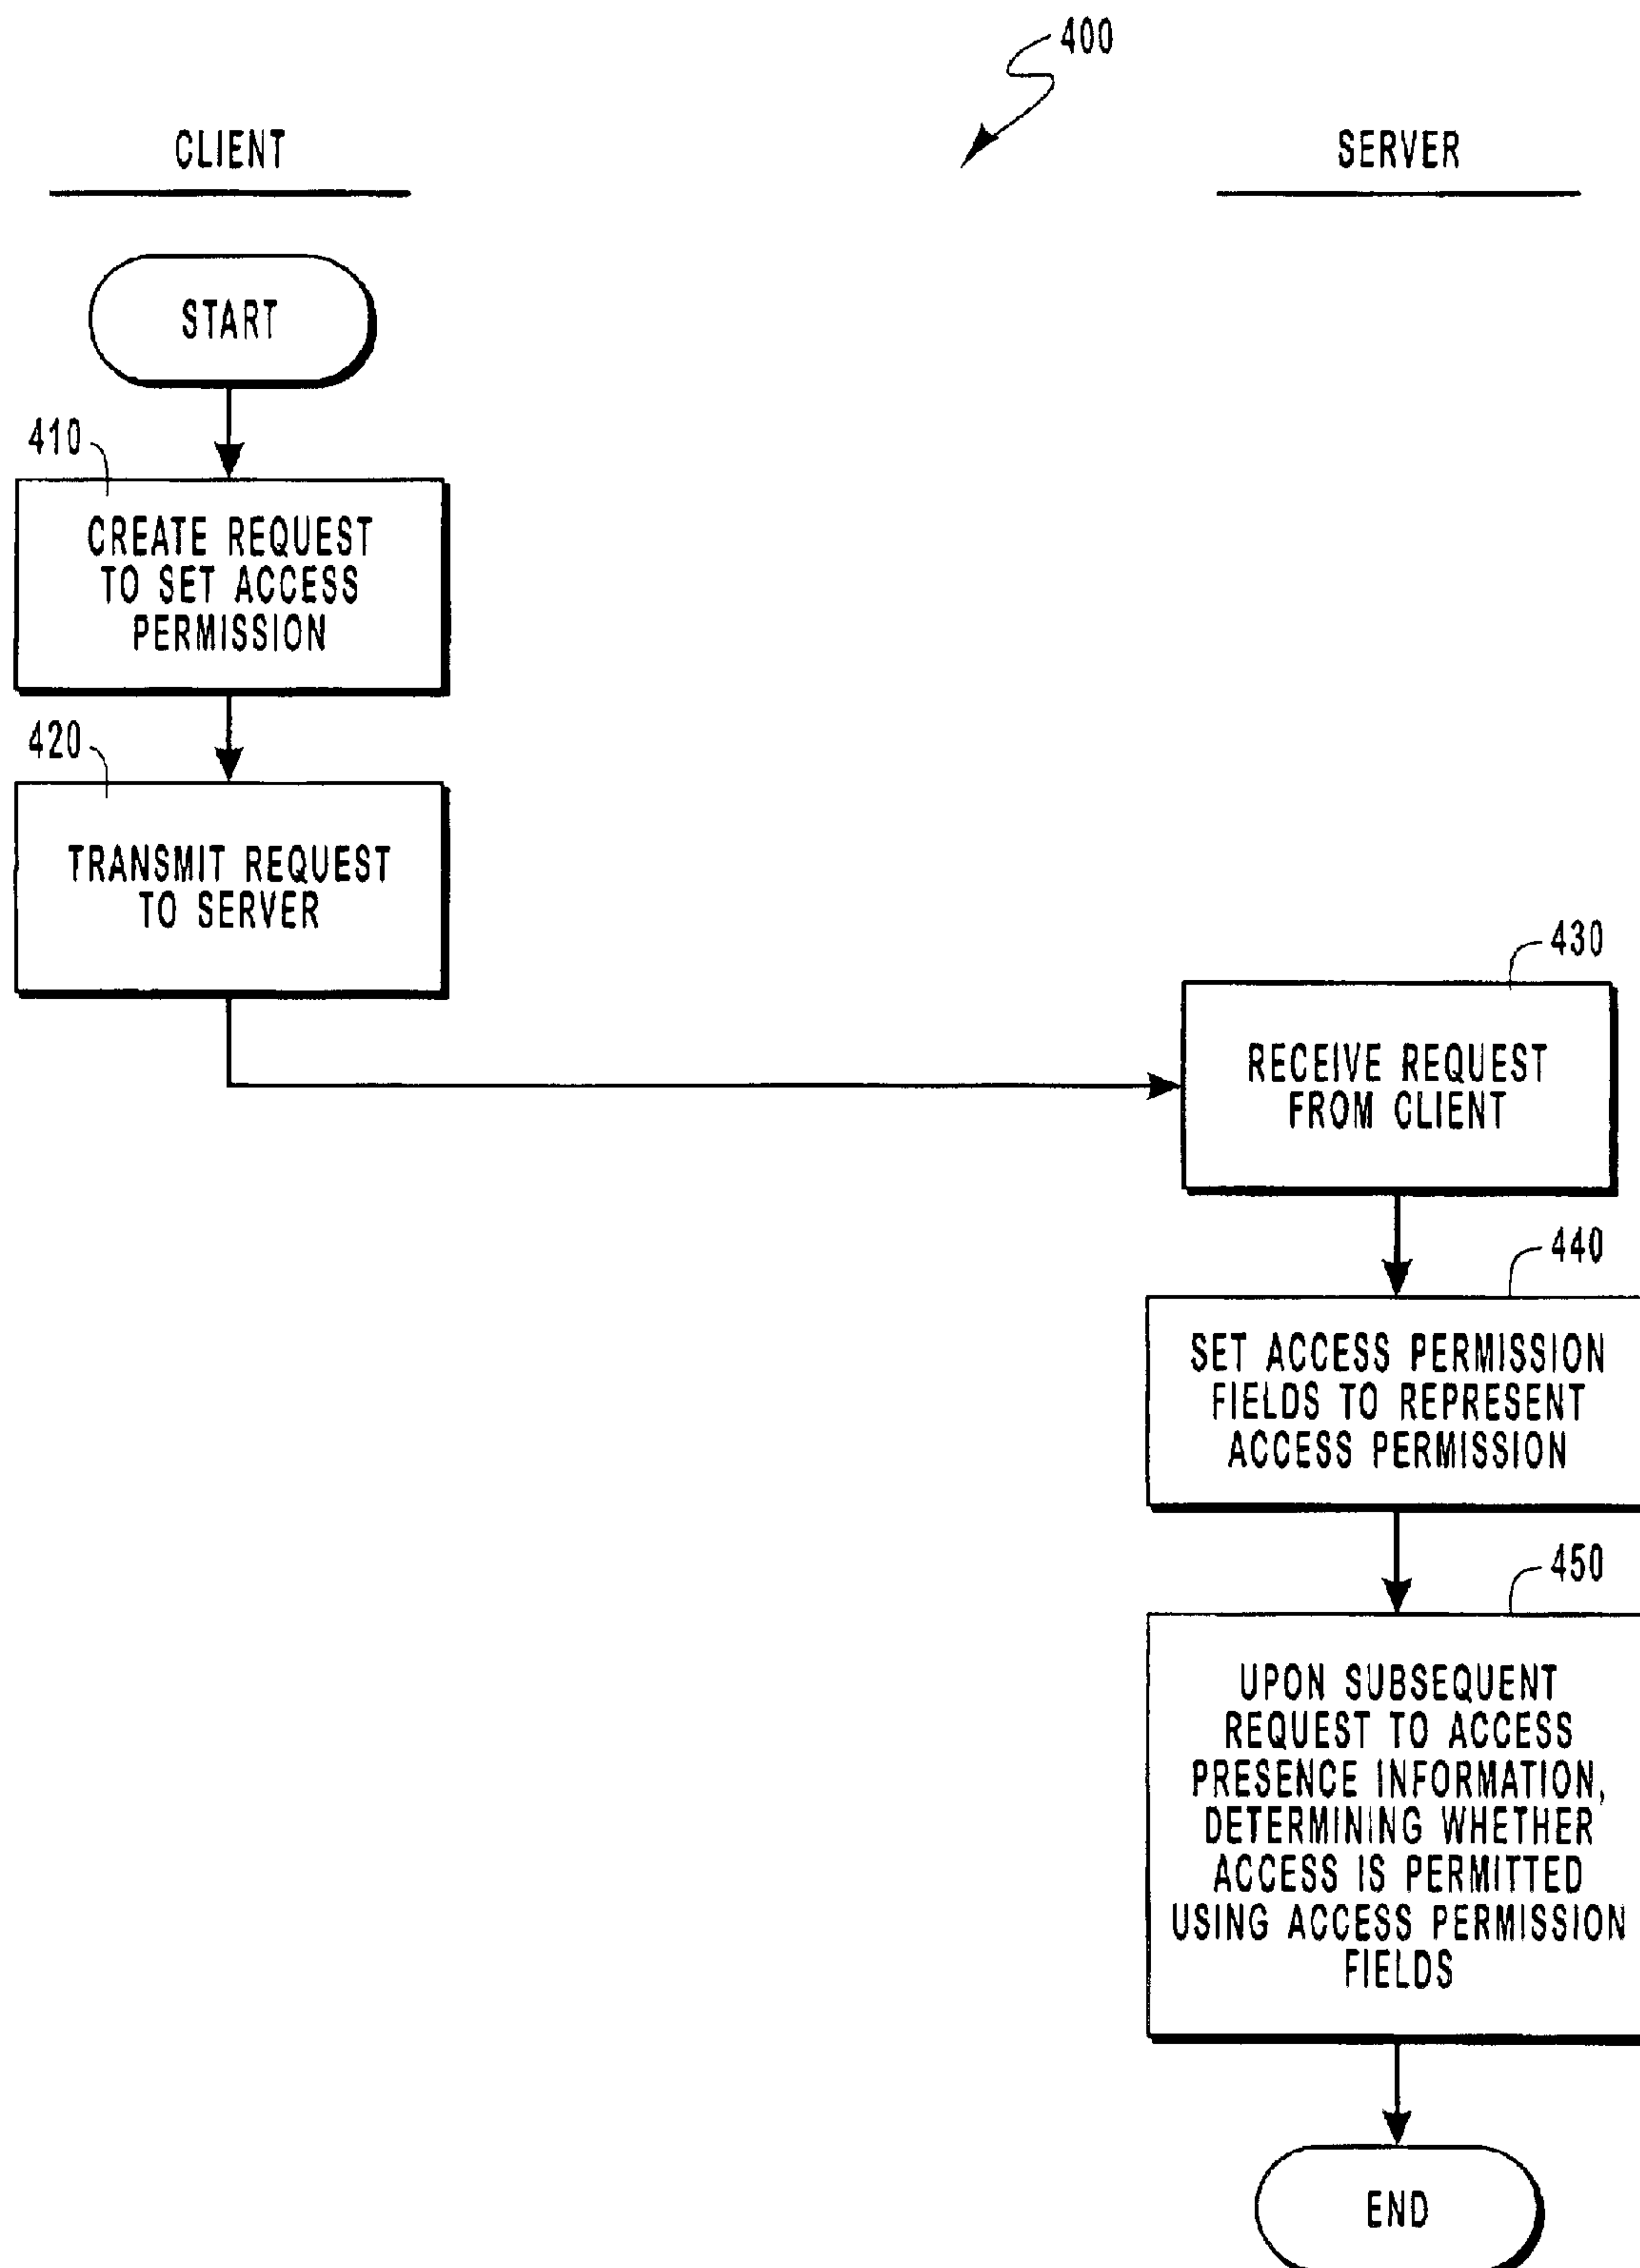 400
CLIENT
SERVER
START
410
CREATE REQUEST
TO SET ACCESS
PERMISSION
420
TRANSMIT REQUEST
TO SERVER
430
RECEIVE REQUEST
FROM CLIENT
440
SET ACCESS PERMISSION
FIELDS TO REPRESENT
ACCESS PERMISSION
450
UPON SUBSEQUENT
REQUEST TO ACCESS
PRESENCE INFORMATION,
DETERMINING WHETHER
ACCESS IS PERMITTED
USING ACCESS PERMISSION
FIELDS
END